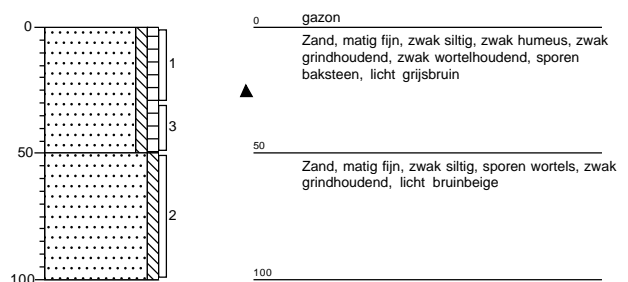 0
50
100
1
3
2
0 gazon
Zand, matig fijn, zwak siltig, zwak humeus, zwak
grindhoudend, zwak wortelhoudend, sporen
baksteen, licht grijsbruin
50
Zand, matig fijn, zwak siltig, sporen wortels, zwak
grindhoudend, licht bruinbeige
100